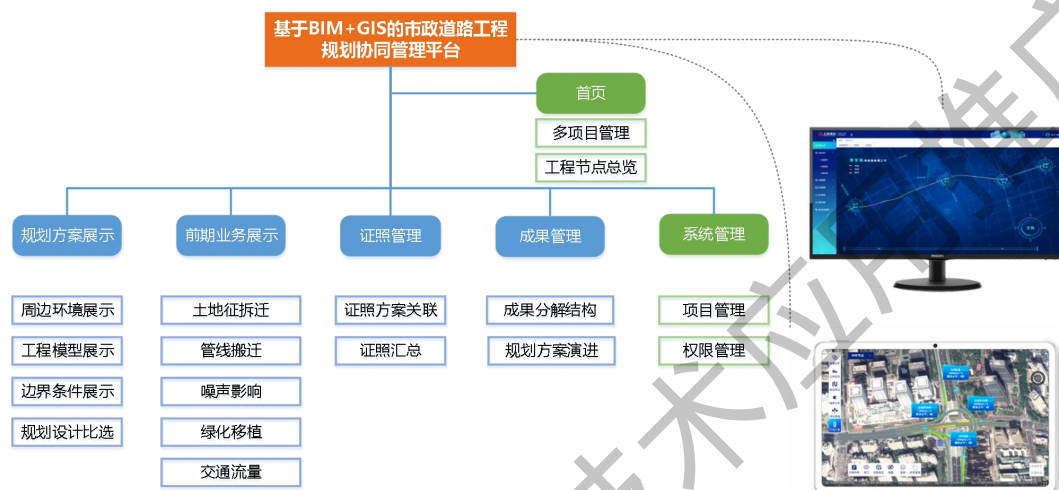 基于BIM+GIS的市政道路工程
规划协同管理平台
首页
多项目管理
工程节点总览
规划方案展示
前期业务展示
证照管理
成果管理
系统管理
周边环境展示
土地征拆迁
证照方案关联
成果分解结构
项目管理
工程模型展示
管线搬迁
证照汇总
规划方案演进
权限管理
边界条件展示
噪声影响
规划设计比选
绿化移植
交通流量
技术应用推广